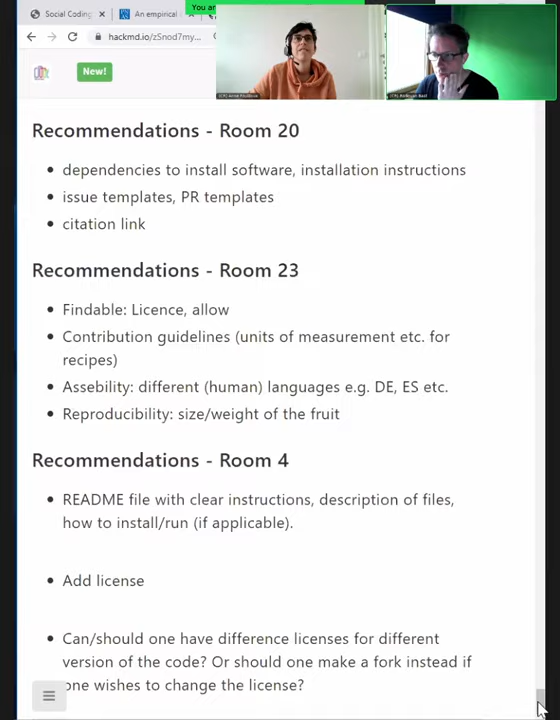 You ar
Social Coding
An empirical
hackmd.io/zSnod7my...
New!
Recommendations - Room 20
dependencies to install software, installation instructions
issue templates, PR templates
citation link
Recommendations - Room 23
Findable: Licence, allow
Contribution guidelines (units of measurement etc. for
recipes)
Assebility: different (human) languages e.g. DE, ES etc.
Reproducibility: size/weight of the fruit
Recommendations - Room 4
README file with clear instructions, description of files,
how to install/run (if applicable).
Add license
Can/should one have difference licenses for different
version of the code? Or should one make a fork instead if
one wishes to change the license?